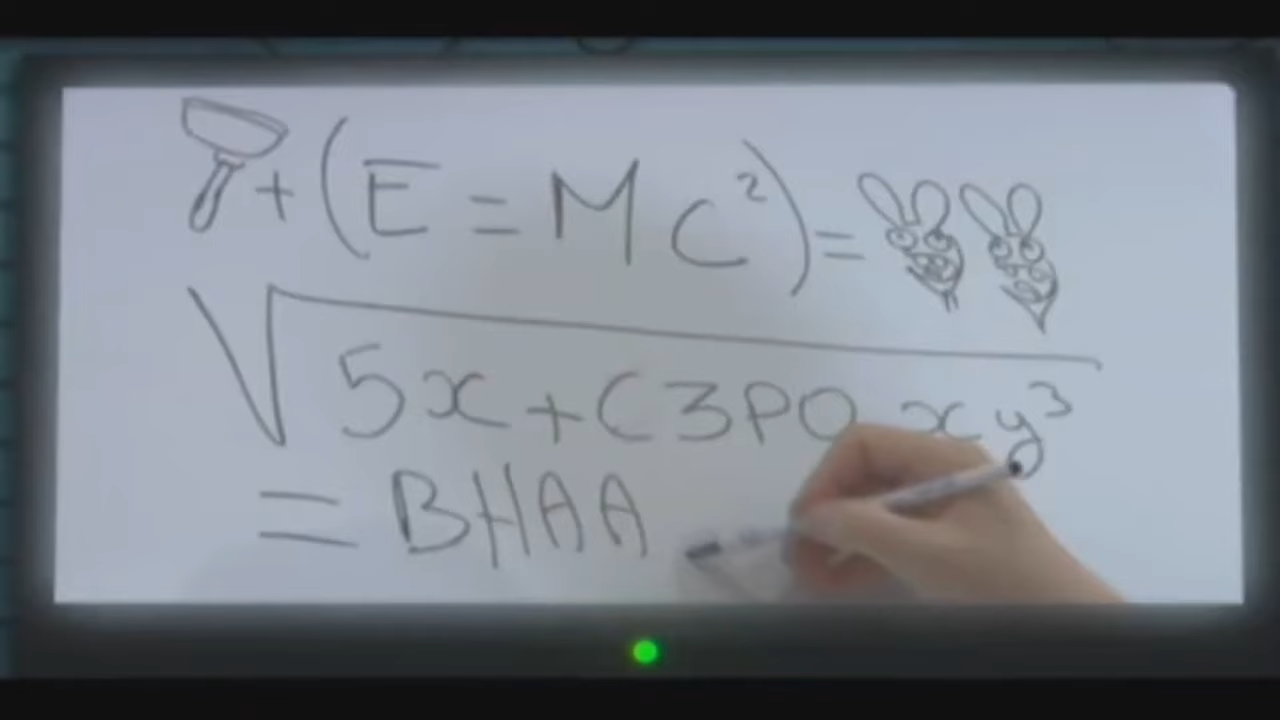 + (E = MC²) =
√5x + C3PO xy³
= BHAA